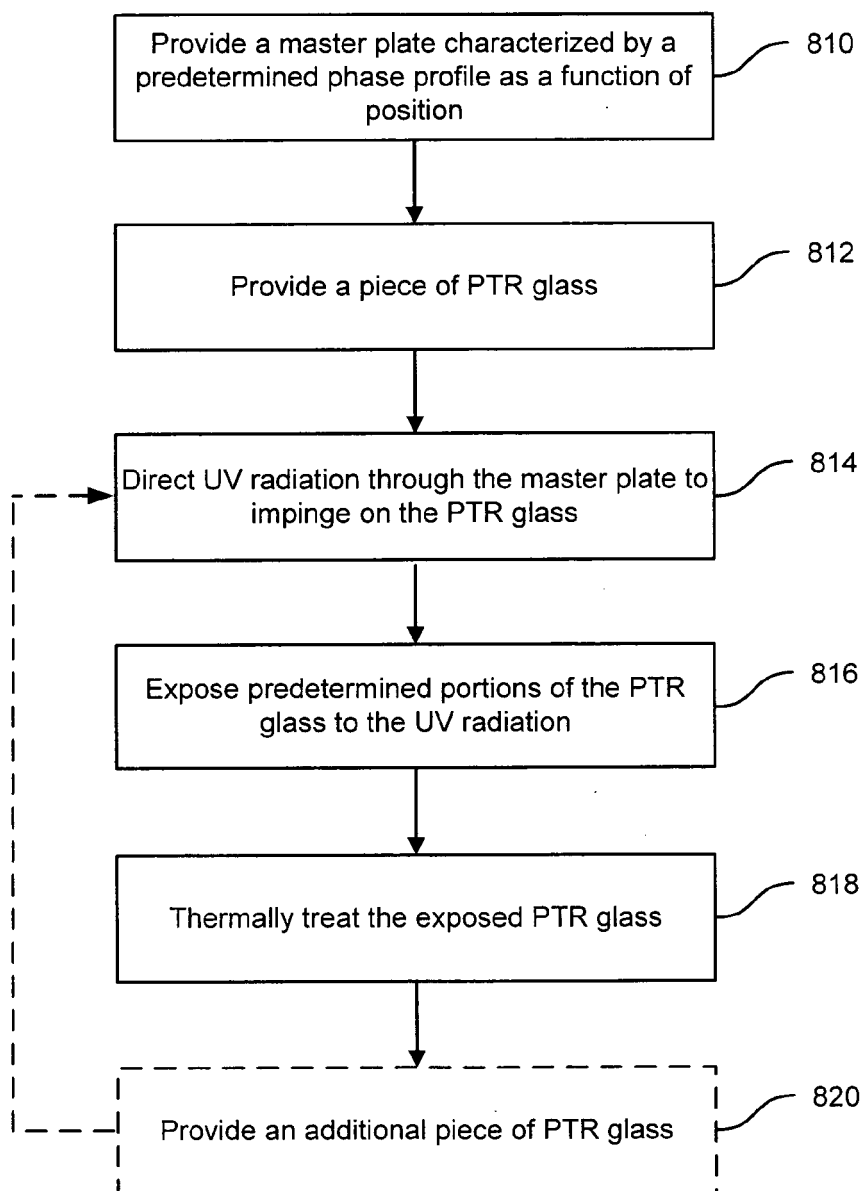 Provide a master plate characterized by a
predetermined phase profile as a function of
position
810
Provide a piece of PTR glass
812
Direct UV radiation through the master plate to
impinge on the PTR glass
814
Expose predetermined portions of the PTR
glass to the UV radiation
816
Thermally treat the exposed PTR glass
818
Provide an additional piece of PTR glass
820